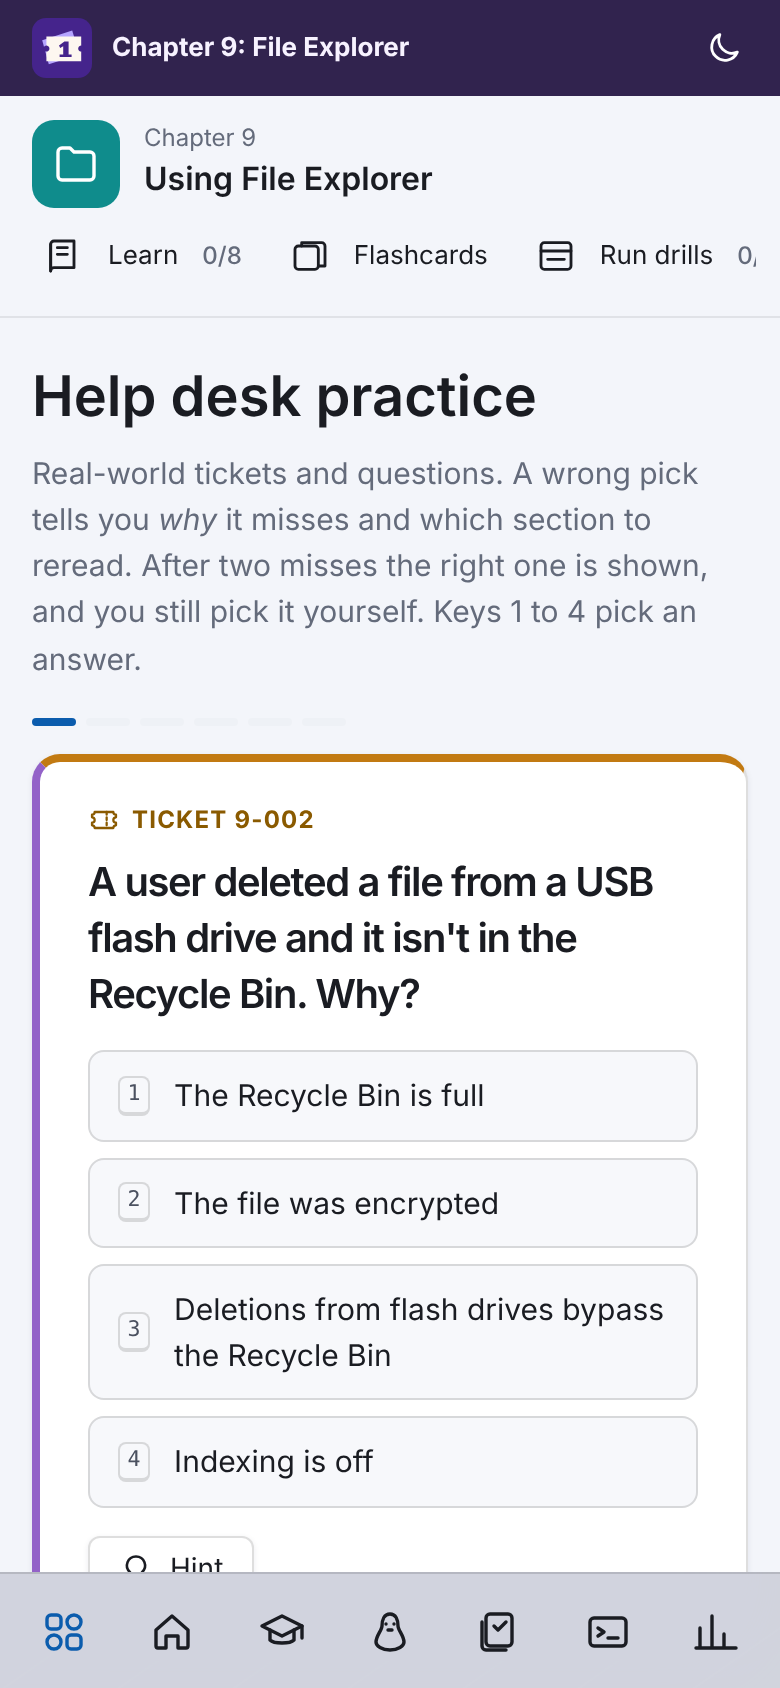 1
Chapter 9: File Explorer
Chapter 9
Using File Explorer
Learn 0/8 Flashcards Run drills 0/
Help desk practice
Real-world tickets and questions. A wrong pick
tells you why it misses and which section to
reread. After two misses the right one is shown,
and you still pick it yourself. Keys 1 to 4 pick an
answer.
TICKET 9-002
A user deleted a file from a USB
flash drive and it isn't in the
Recycle Bin. Why?
1 The Recycle Bin is full
2 The file was encrypted
3 Deletions from flash drives bypass
the Recycle Bin
4 Indexing is off
Hint